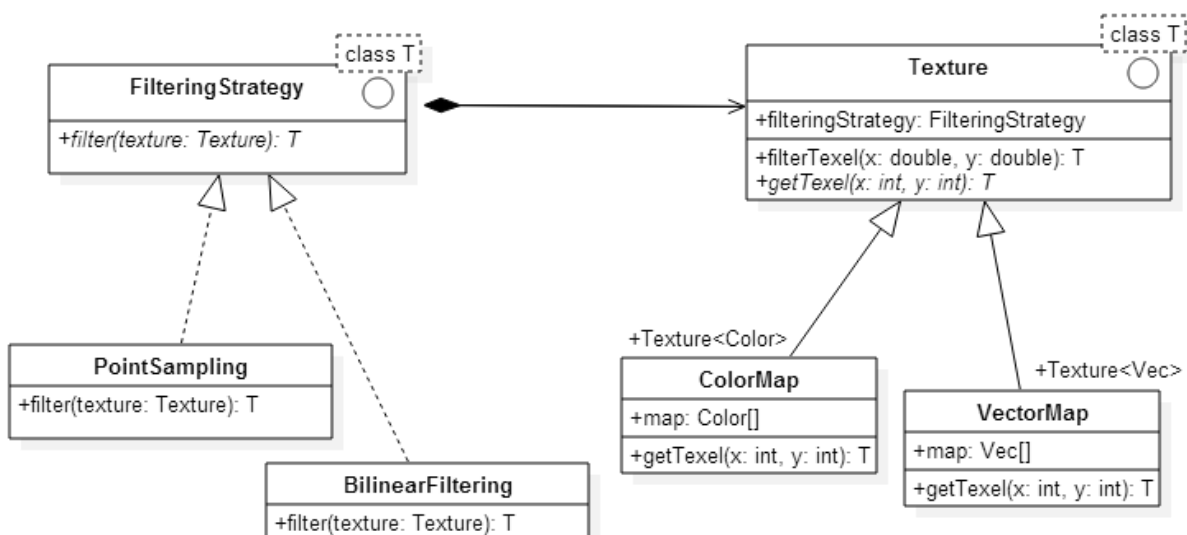 class T
FilteringStrategy
+filter(texture: Texture): T
class T
Texture
+filteringStrategy: FilteringStrategy
+filterTexel(x: double, y: double): T
+getTexel(x: int, y: int): T
PointSampling
+filter(texture: Texture): T
BilinearFiltering
+filter(texture: Texture): T
+Texture<Color>
ColorMap
+map: Color[]
+getTexel(x: int, y: int): T
+Texture<Vec>
VectorMap
+map: Vec[]
+getTexel(x: int, y: int): T